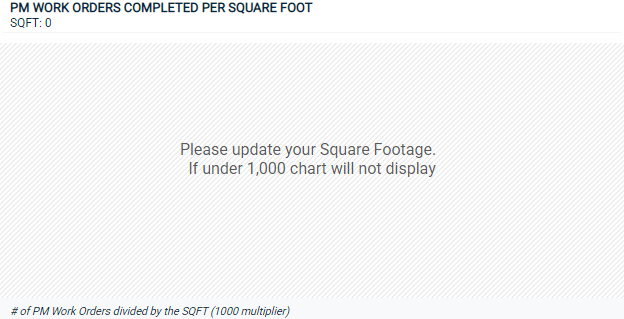 PM WORK ORDERS COMPLETED PER SQUARE FOOT
SQFT: 0
Please update your Square Footage.
If under 1,000 chart will not display
# of PM Work Orders divided by the SQFT (1000 multiplier)